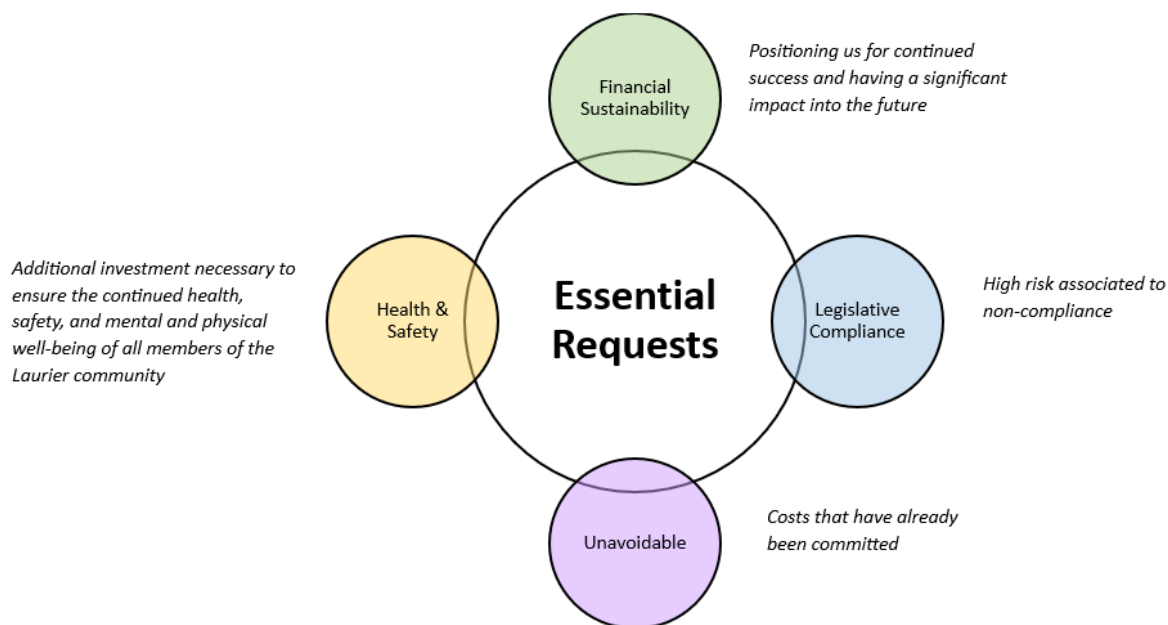 Financial
Sustainability
Positioning us for continued
success and having a significant
impact into the future
Additional investment necessary to
ensure the continued health,
safety, and mental and physical
well-being of all members of the
Laurier community
Health &
Safety
Essential
Requests
Legislative
Compliance
High risk associated to
non-compliance
Unavoidable
Costs that have already
been committed